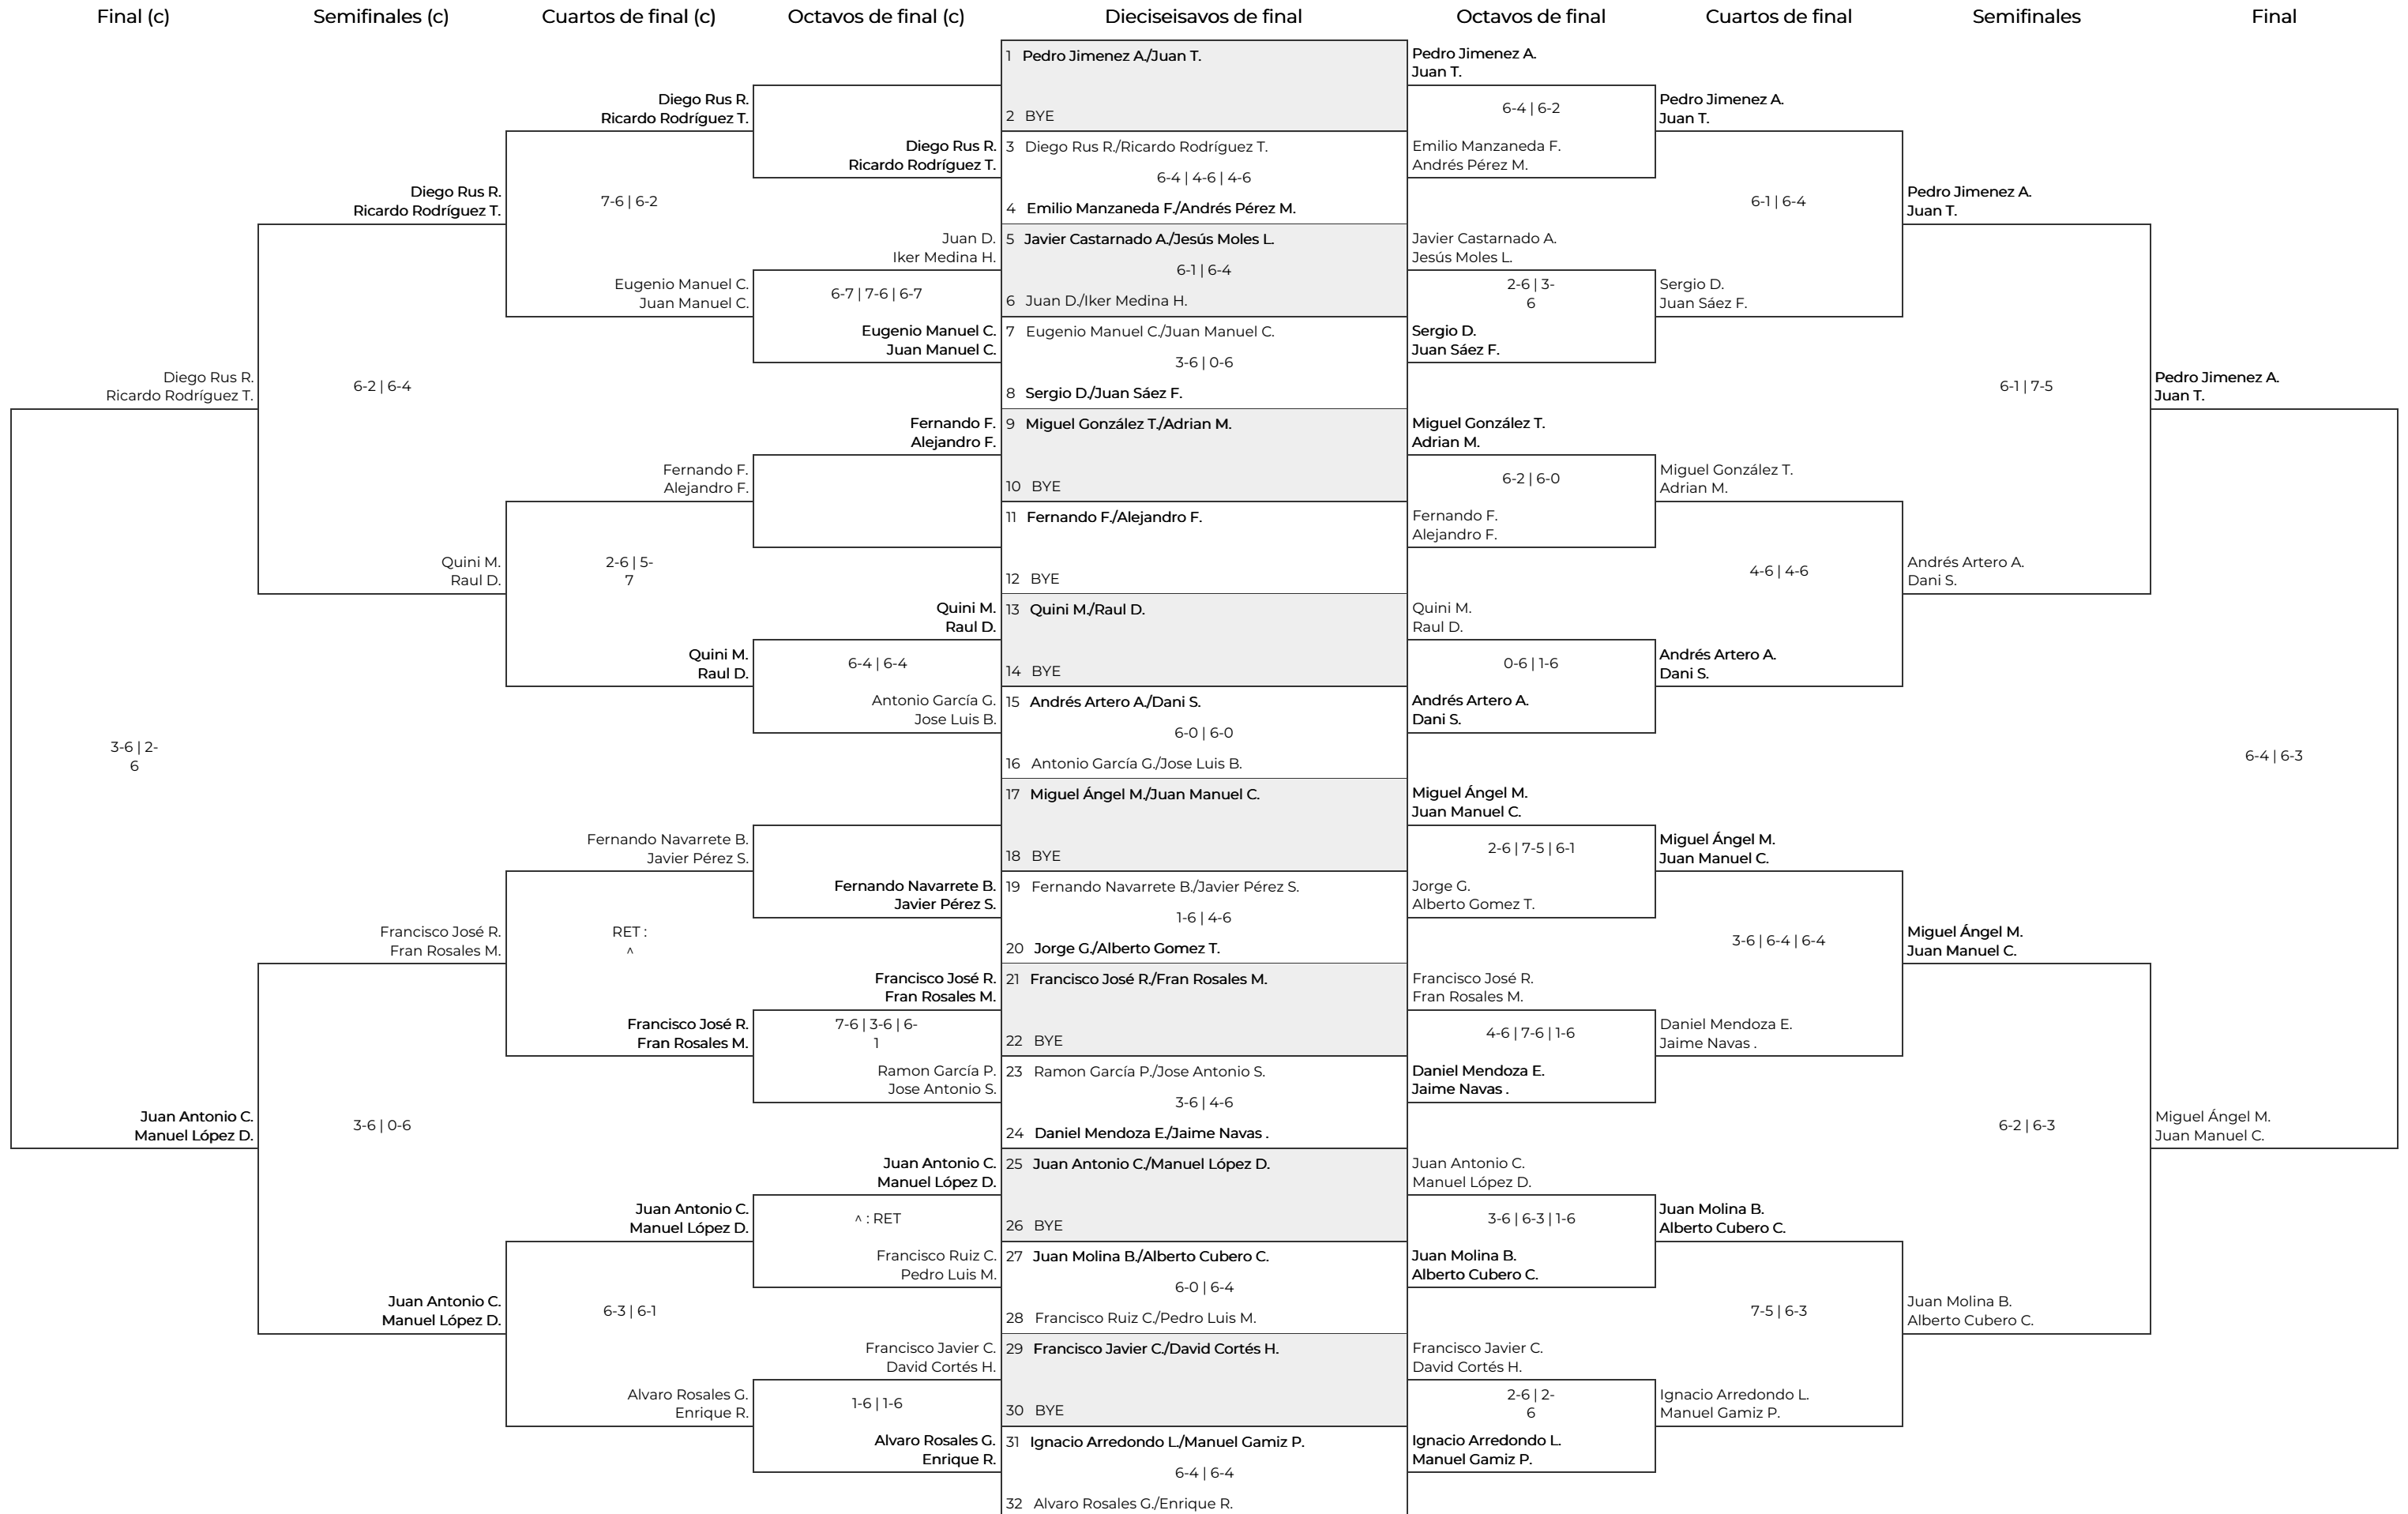 Final (c)
Semifinales (c)
Cuartos de final (c)
Octavos de final (c)
Dieciseisavos de final
Octavos de final
Cuartos de final
Semifinales
Final
Diego Rus R.
Ricardo Rodríguez T.
3-6 | 2-
6
Juan Antonio C.
Manuel López D.
Diego Rus R.
Ricardo Rodríguez T.
6-2 | 6-4
Quini M.
Raul D.
Francisco José R.
Fran Rosales M.
3-6 | 0-6
Juan Antonio C.
Manuel López D.
Diego Rus R.
Ricardo Rodríguez T.
7-6 | 6-2
Eugenio Manuel C.
Juan Manuel C.
Fernando F.
Alejandro F.
2-6 | 5-
7
Quini M.
Raul D.
Fernando Navarrete B.
Javier Pérez S.
RET :
^
Francisco José R.
Fran Rosales M.
Juan Antonio C.
Manuel López D.
6-3 | 6-1
Alvaro Rosales G.
Enrique R.
Diego Rus R.
Ricardo Rodríguez T.
Juan D.
Iker Medina H.
6-7 | 7-6 | 6-7
Eugenio Manuel C.
Juan Manuel C.
Fernando F.
Alejandro F.
Quini M.
Raul D.
6-4 | 6-4
Antonio García G.
Jose Luis B.
Fernando Navarrete B.
Javier Pérez S.
Francisco José R.
Fran Rosales M.
7-6 | 3-6 | 6-
1
Ramon García P.
Jose Antonio S.
Juan Antonio C.
Manuel López D.
^ : RET
Francisco Ruiz C.
Pedro Luis M.
Francisco Javier C.
David Cortés H.
1-6 | 1-6
Alvaro Rosales G.
Enrique R.
1 Pedro Jimenez A./Juan T.
2 BYE
3 Diego Rus R./Ricardo Rodríguez T.
6-4 | 4-6 | 4-6
4 Emilio Manzaneda F./Andrés Pérez M.
5 Javier Castarnado A./Jesús Moles L.
6-1 | 6-4
6 Juan D./Iker Medina H.
7 Eugenio Manuel C./Juan Manuel C.
3-6 | 0-6
8 Sergio D./Juan Sáez F.
9 Miguel González T./Adrian M.
10 BYE
11 Fernando F./Alejandro F.
12 BYE
13 Quini M./Raul D.
14 BYE
15 Andrés Artero A./Dani S.
6-0 | 6-0
16 Antonio García G./Jose Luis B.
17 Miguel Ángel M./Juan Manuel C.
18 BYE
19 Fernando Navarrete B./Javier Pérez S.
1-6 | 4-6
20 Jorge G./Alberto Gomez T.
21 Francisco José R./Fran Rosales M.
22 BYE
23 Ramon García P./Jose Antonio S.
3-6 | 4-6
24 Daniel Mendoza E./Jaime Navas .
25 Juan Antonio C./Manuel López D.
26 BYE
27 Juan Molina B./Alberto Cubero C.
6-0 | 6-4
28 Francisco Ruiz C./Pedro Luis M.
29 Francisco Javier C./David Cortés H.
30 BYE
31 Ignacio Arredondo L./Manuel Gamiz P.
6-4 | 6-4
32 Alvaro Rosales G./Enrique R.
Pedro Jimenez A.
Juan T.
6-4 | 6-2
Emilio Manzaneda F.
Andrés Pérez M.
Javier Castarnado A.
Jesús Moles L.
2-6 | 3-
6
Sergio D.
Juan Sáez F.
Miguel González T.
Adrian M.
6-2 | 6-0
Fernando F.
Alejandro F.
Quini M.
Raul D.
0-6 | 1-6
Andrés Artero A.
Dani S.
Miguel Ángel M.
Juan Manuel C.
2-6 | 7-5 | 6-1
Jorge G.
Alberto Gomez T.
Francisco José R.
Fran Rosales M.
4-6 | 7-6 | 1-6
Daniel Mendoza E.
Jaime Navas .
Juan Antonio C.
Manuel López D.
3-6 | 6-3 | 1-6
Juan Molina B.
Alberto Cubero C.
Francisco Javier C.
David Cortés H.
2-6 | 2-
6
Ignacio Arredondo L.
Manuel Gamiz P.
Pedro Jimenez A.
Juan T.
6-1 | 6-4
Sergio D.
Juan Sáez F.
Miguel González T.
Adrian M.
4-6 | 4-6
Andrés Artero A.
Dani S.
Miguel Ángel M.
Juan Manuel C.
3-6 | 6-4 | 6-4
Daniel Mendoza E.
Jaime Navas .
Juan Molina B.
Alberto Cubero C.
7-5 | 6-3
Ignacio Arredondo L.
Manuel Gamiz P.
Pedro Jimenez A.
Juan T.
6-1 | 7-5
Andrés Artero A.
Dani S.
Miguel Ángel M.
Juan Manuel C.
6-2 | 6-3
Juan Molina B.
Alberto Cubero C.
Pedro Jimenez A.
Juan T.
6-4 | 6-3
Miguel Ángel M.
Juan Manuel C.